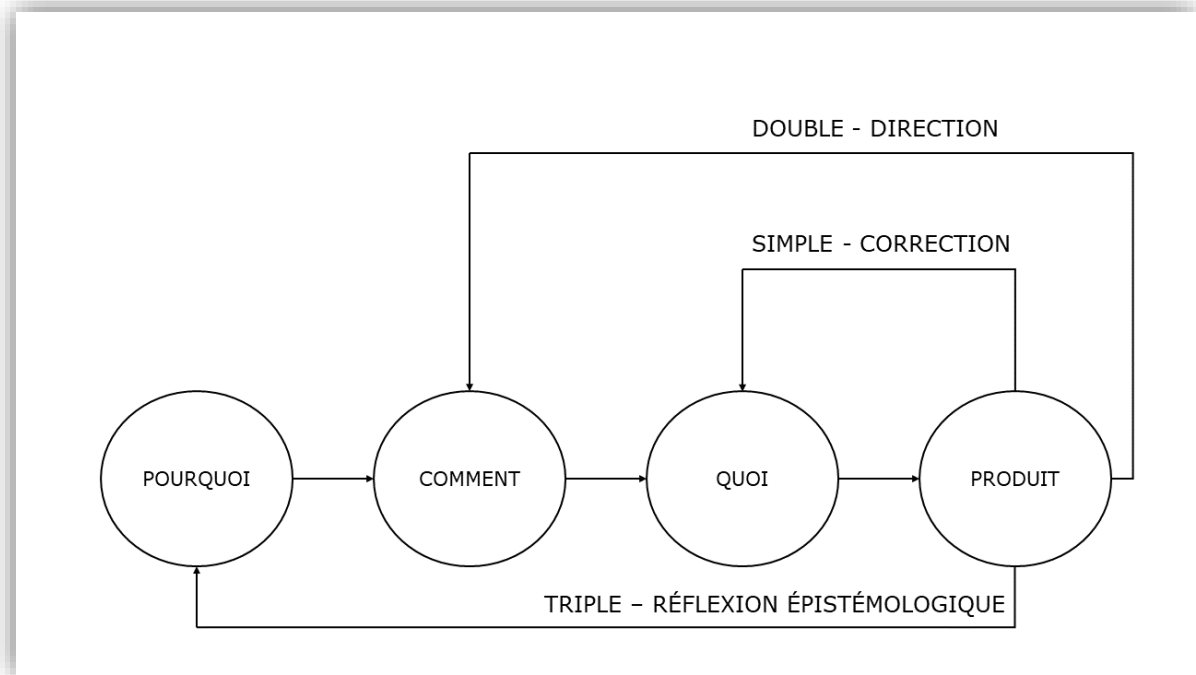 DOUBLE - DIRECTION
SIMPLE - CORRECTION
POURQUOI
COMMENT
QUOI
PRODUIT
TRIPLE – RÉFLEXION ÉPISTÉMOLOGIQUE